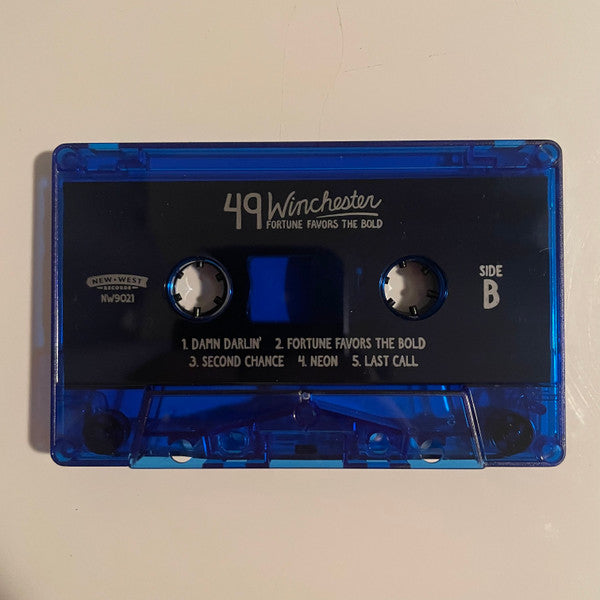 49 Winchester
FORTUNE FAVORS THE BOLD
NEW·WEST
RECORDS
NW9021
SIDE
B
1. DAMN DARLIN' 2. FORTUNE FAVORS THE BOLD
3. SECOND CHANCE 4. NEON 5. LAST CALL